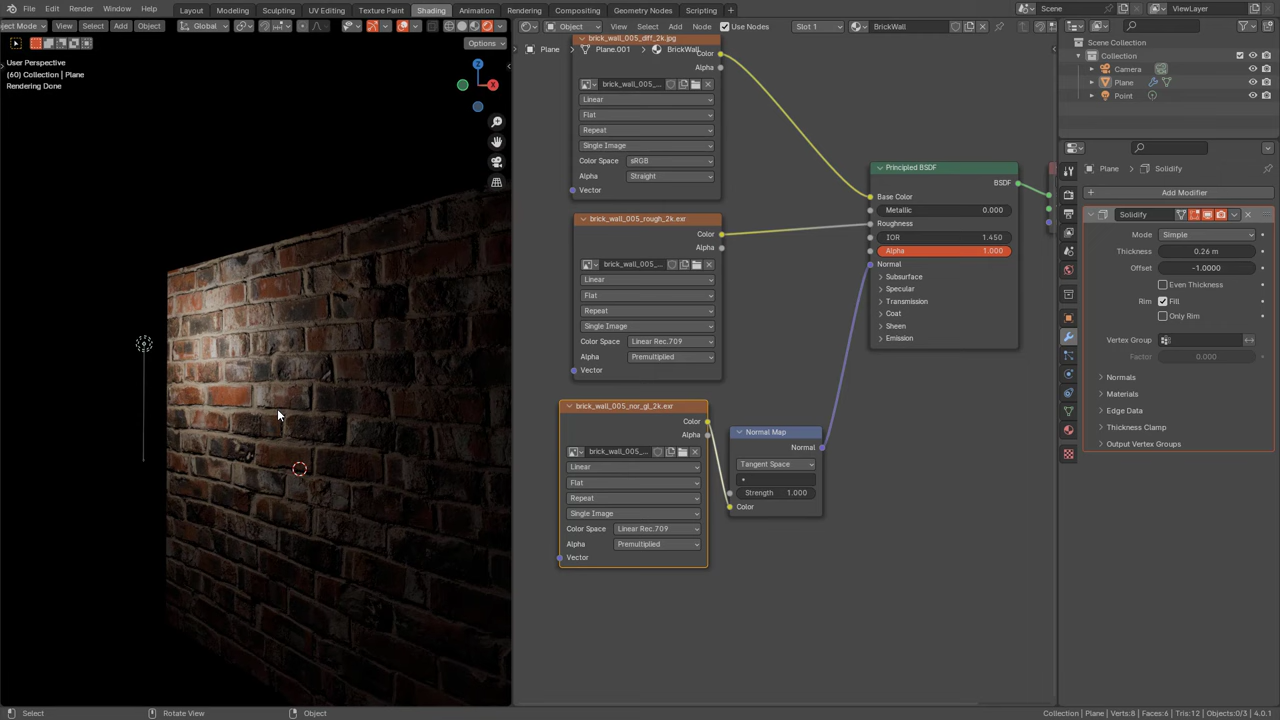 File Edit Render Window Help Layout Modeling Sculpting UV Editing Texture Paint Shading Animation Rendering Compositing Geometry Nodes Scripting + Scene ViewLayer
ject Mode View Select Add Object Global
Object View Select Add Node Use Nodes Slot 1 BrickWall
Options
User Perspective
(60) Collection | Plane
Rendering Done
Z
X
Plane > Plane.001 > BrickWall
brick_wall_005_diff_2k.jpg
Color
Alpha
brick_wall_005_...
Linear
Flat
Repeat
Single Image
Color Space sRGB
Alpha Straight
Vector
brick_wall_005_rough_2k.exr
Color
Alpha
brick_wall_005_...
Linear
Flat
Repeat
Single Image
Color Space Linear Rec.709
Alpha Premultiplied
Vector
brick_wall_005_nor_gl_2k.exr
Color
Alpha
brick_wall_005_...
Linear
Flat
Repeat
Single Image
Color Space Linear Rec.709
Alpha Premultiplied
Vector
Normal Map
Normal
Tangent Space
Strength 1.000
Color
Principled BSDF
BSDF
Base Color
Metallic 0.000
Roughness
IOR 1.450
Alpha 1.000
Normal
Subsurface
Specular
Transmission
Coat
Sheen
Emission
Scene Collection
Collection
Camera
Plane
Point
Plane > Solidify
+ Add Modifier
Solidify
Mode Simple
Thickness 0.26 m
Offset -1.0000
Even Thickness
Rim Fill
Only Rim
Vertex Group
Factor 0.000
Normals
Materials
Edge Data
Thickness Clamp
Output Vertex Groups
Select Rotate View Object Collection | Plane | Verts:8 | Faces:6 | Tris:12 | Objects:0/3 | 4.0.1